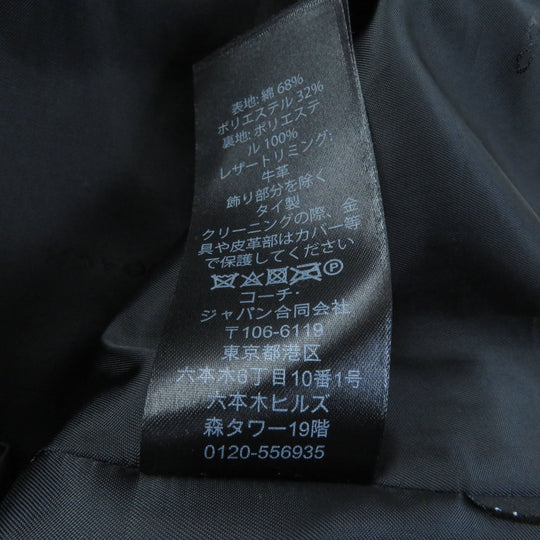 表地: 綿 68%
ポリエステル 32%
裏地: ポリエステ
ル 100%
レザートリミング:
牛革
飾り部分を除く
タイ製
クリーニングの際、金
具や皮革部はカバー等
で保護してください
コーチ・
ジャパン合同会社
〒106-6119
東京都港区
六本木6丁目10番1号
六本木ヒルズ
森タワー19階
0120-556935